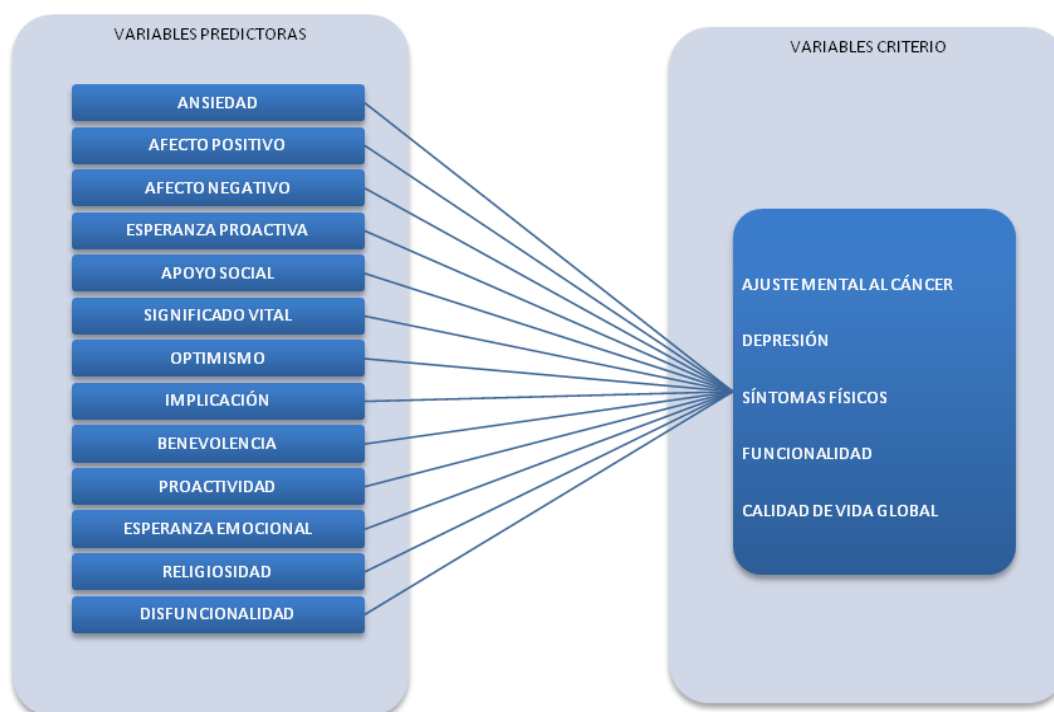 VARIABLES PREDICTORAS
ANSIEDAD
AFECTO POSITIVO
AFECTO NEGATIVO
ESPERANZA PROACTIVA
APOYO SOCIAL
SIGNIFICADO VITAL
OPTIMISMO
IMPLICACIÓN
BENEVOLENCIA
PROACTIVIDAD
ESPERANZA EMOCIONAL
RELIGIOSIDAD
DISFUNCIONALIDAD
VARIABLES CRITERIO
AJUSTE MENTAL AL CÁNCER
DEPRESIÓN
SÍNTOMAS FÍSICOS
FUNCIONALIDAD
CALIDAD DE VIDA GLOBAL